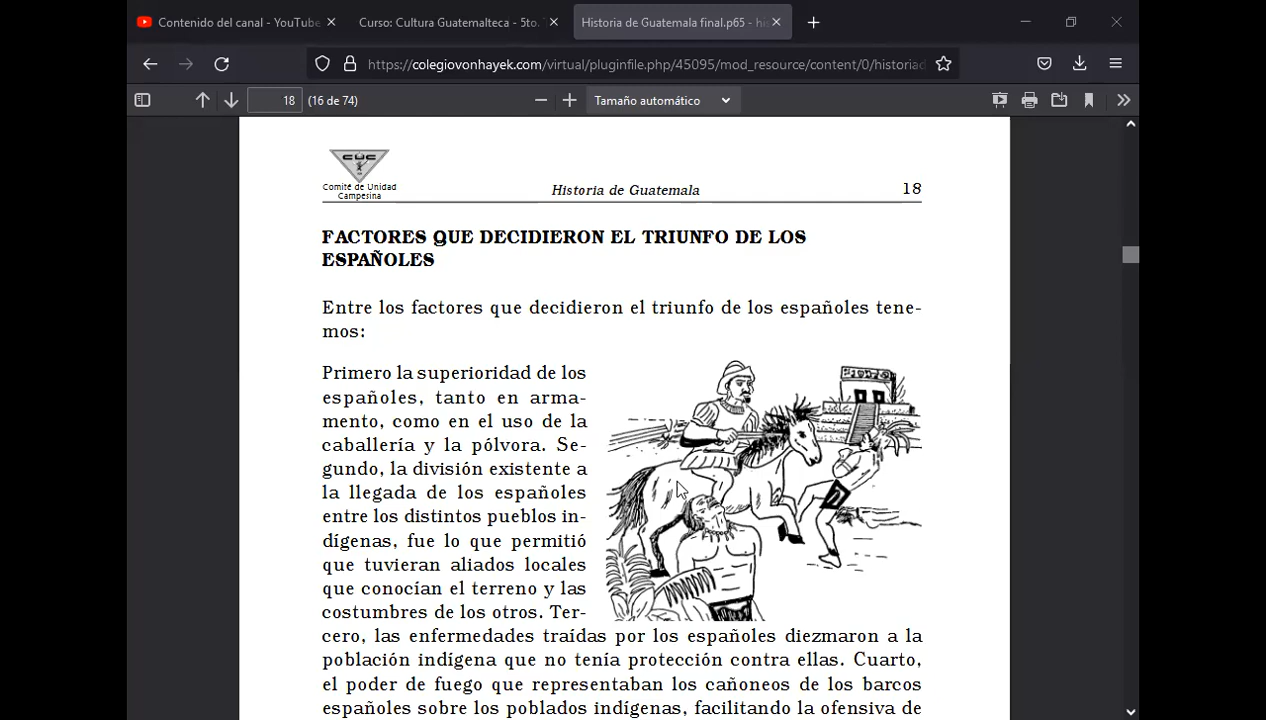 Contenido del canal - YouTube
Curso: Cultura Guatemalteca - 5to.
Historia de Guatemala final.p65 - his
https://colegiovonhayek.com/virtual/pluginfile.php/45095/mod_resource/content/0/historiad
18
(16 de 74)
Tamaño automático
CUC
Comité de Unidad
Campesina
Historia de Guatemala
18
FACTORES QUE DECIDIERON EL TRIUNFO DE LOS
ESPAÑOLES
Entre los factores que decidieron el triunfo de los españoles tene-
mos:
Primero la superioridad de los
españoles, tanto en arma-
mento, como en el uso de la
caballería y la pólvora. Se-
gundo, la división existente a
la llegada de los españoles
entre los distintos pueblos in-
dígenas, fue lo que permitió
que tuvieran aliados locales
que conocían el terreno y las
costumbres de los otros. Ter-
cero, las enfermedades traídas por los españoles diezmaron a la
población indígena que no tenía protección contra ellas. Cuarto,
el poder de fuego que representaban los cañoneos de los barcos
españoles sobre los poblados indígenas, facilitando la ofensiva de